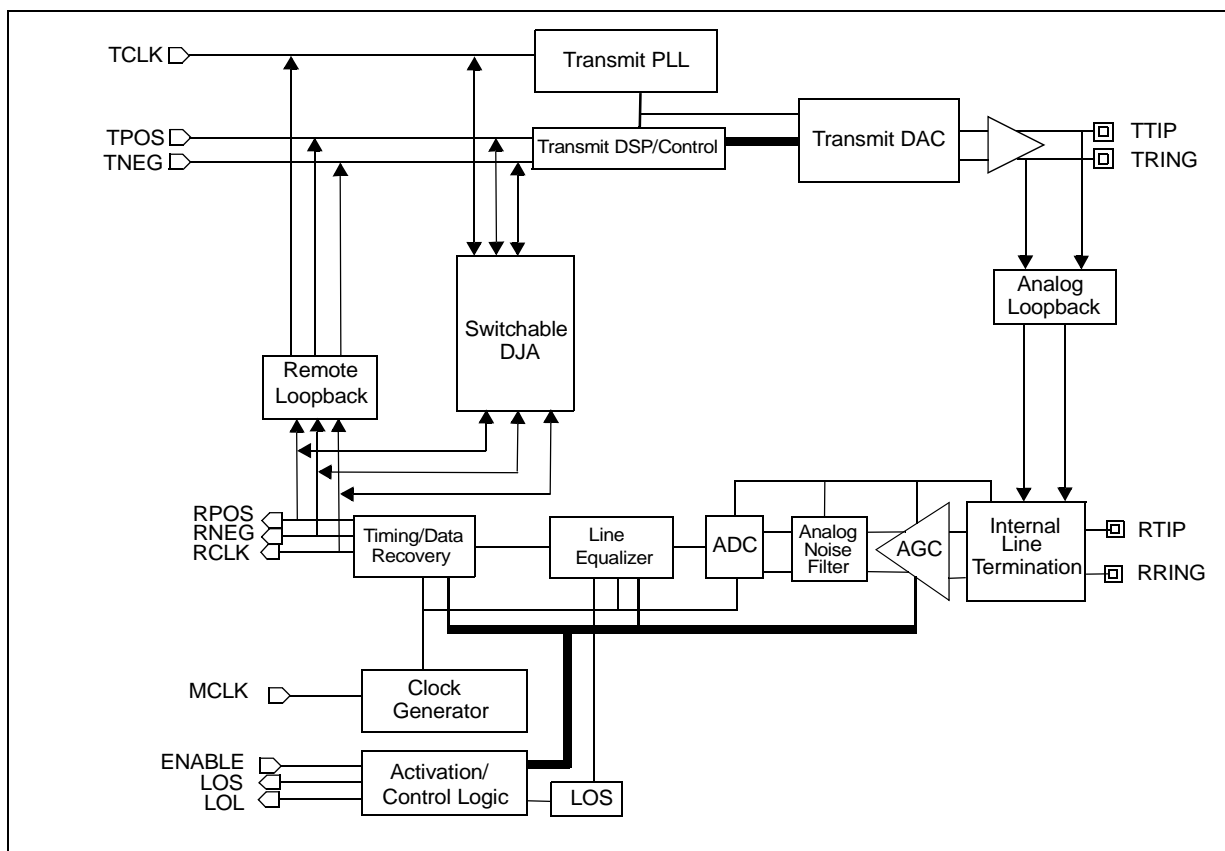 TCLK
Transmit PLL
TPOS
TNEG
Transmit DSP/Control
Transmit DAC
TTIP
TRING
Analog
Loopback
Switchable
DJA
Remote
Loopback
RPOS
RNEG
RCLK
Timing/Data
Recovery
Line
Equalizer
ADC
Analog
Noise
Filter
AGC
Internal
Line
Termination
RTIP
RRING
MCLK
Clock
Generator
ENABLE
LOS
LOL
Activation/
Control Logic
LOS